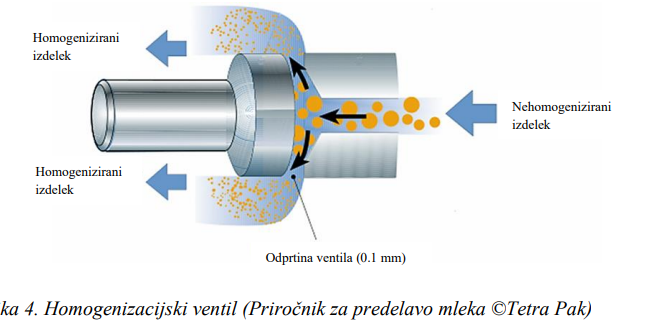 Homogenizirani
izdelek
Nehomogenizirani
izdelek
Homogenizirani
izdelek
Odprtina ventila (0.1 mm)
ka 4. Homogenizacijski ventil (Priročnik za predelavo mleka ©Tetra Pak)